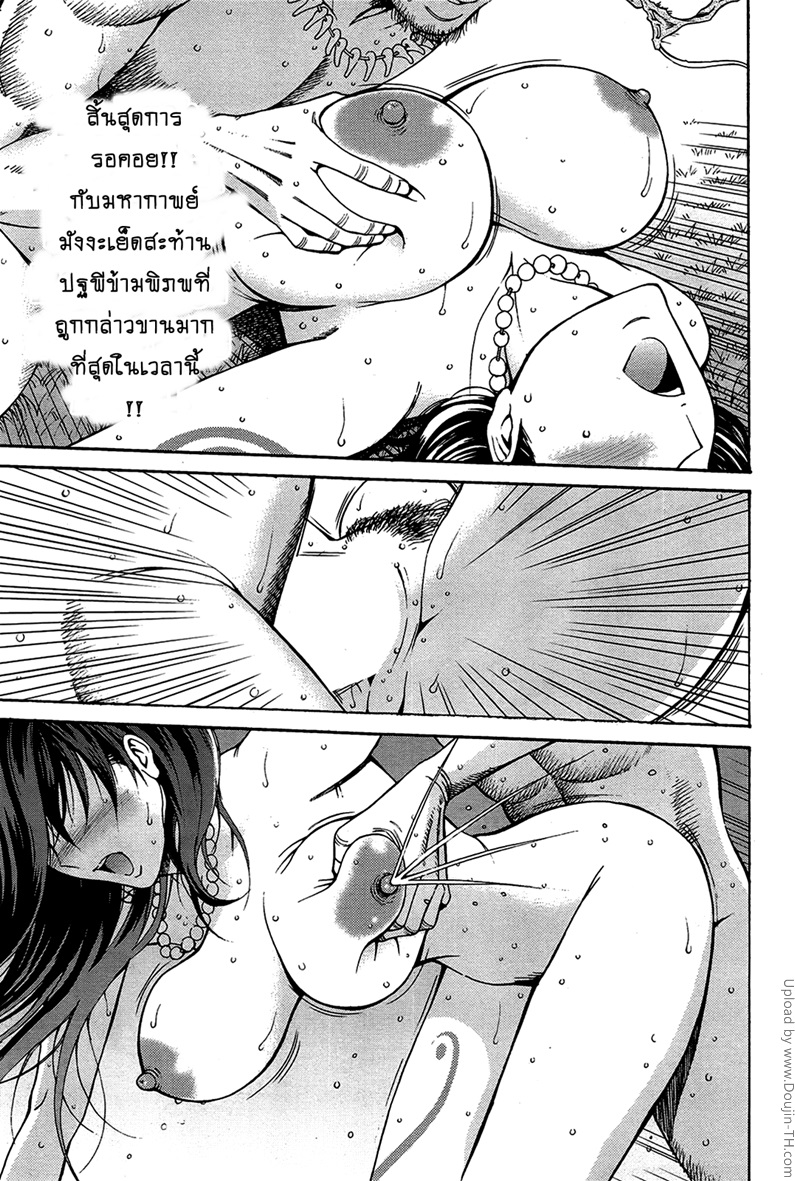 สิ้นสุดการ
รอคอย!!
กับมหากาพย์
มังงะเย็ดสะท้าน
ปฐพีข้ามพิภพที่
ถูกกล่าวขานมาก
ที่สุดในเวลานี้
!!
Upload by www.Doujin-TH.com